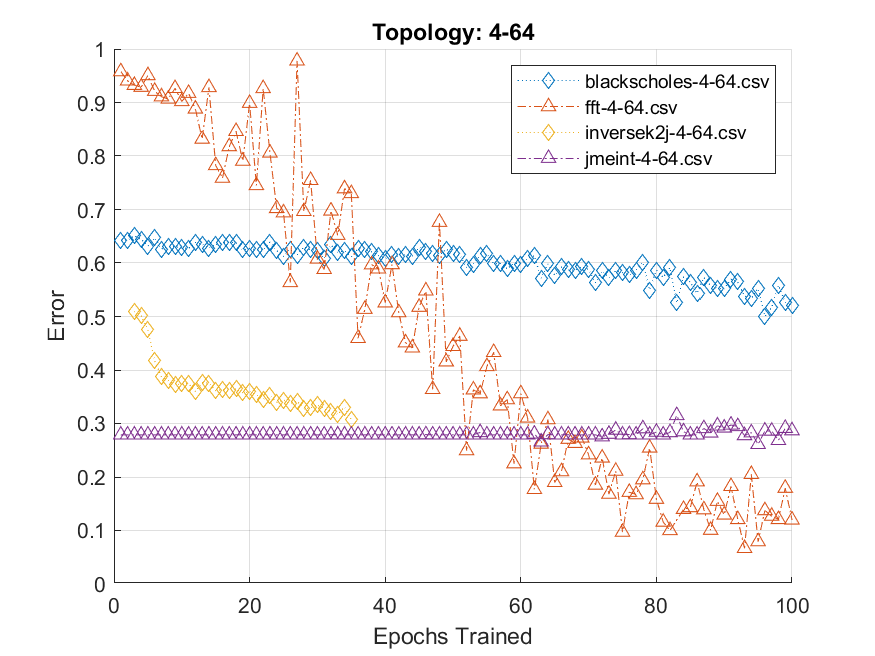 Topology: 4-64
1
0.9
0.8
0.7
0.6
0.5
0.4
0.3
0.2
0.1
0
Error
blackscholes-4-64.csv
fft-4-64.csv
inversek2j-4-64.csv
jmeint-4-64.csv
0 20 40 60 80 100
Epochs Trained